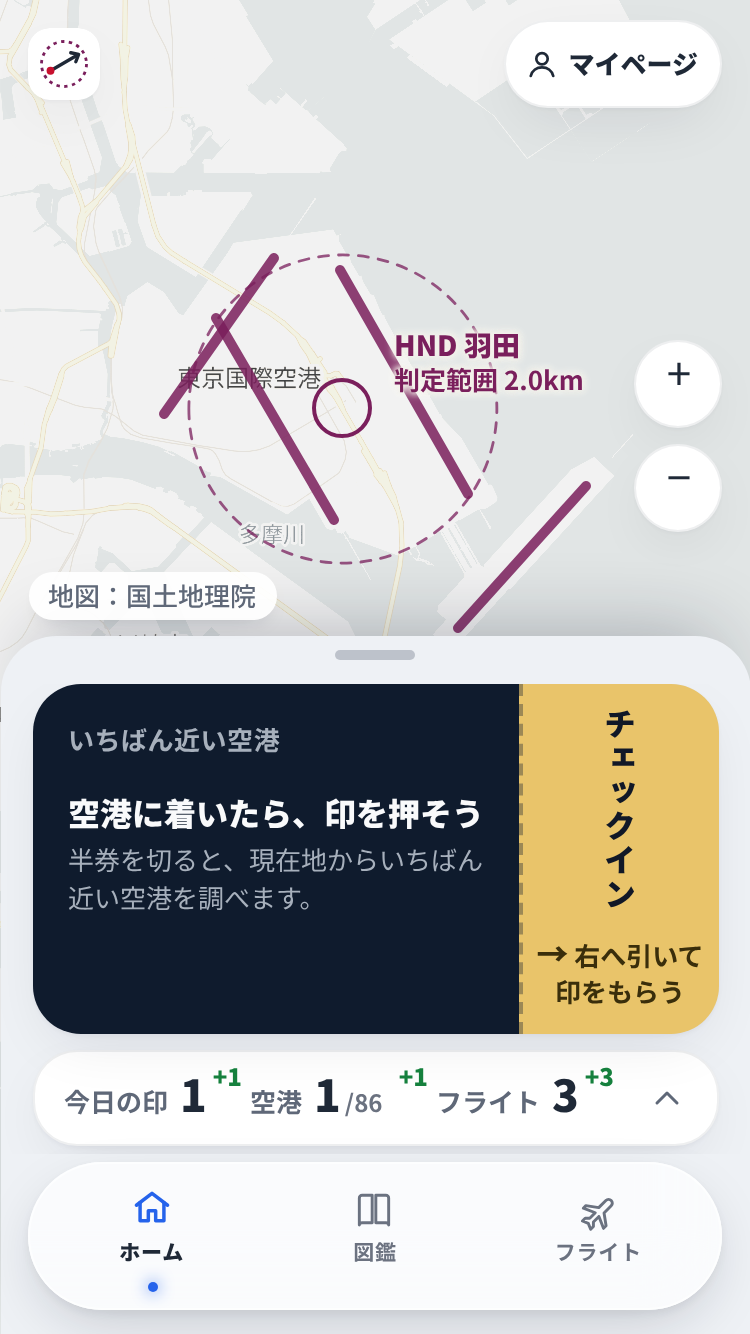 マイページ
HND 羽田
判定範囲 2.0km
東京国際空港
+
−
多摩川
地図：国土地理院
いちばん近い空港
空港に着いたら、印を押そう
半券を切ると、現在地からいちばん
近い空港を調べます。
チェックイン
→ 右へ引いて
印をもらう
今日の印 1 +1 空港 1/86 +1 フライト 3 +3
ホーム
図鑑
フライト